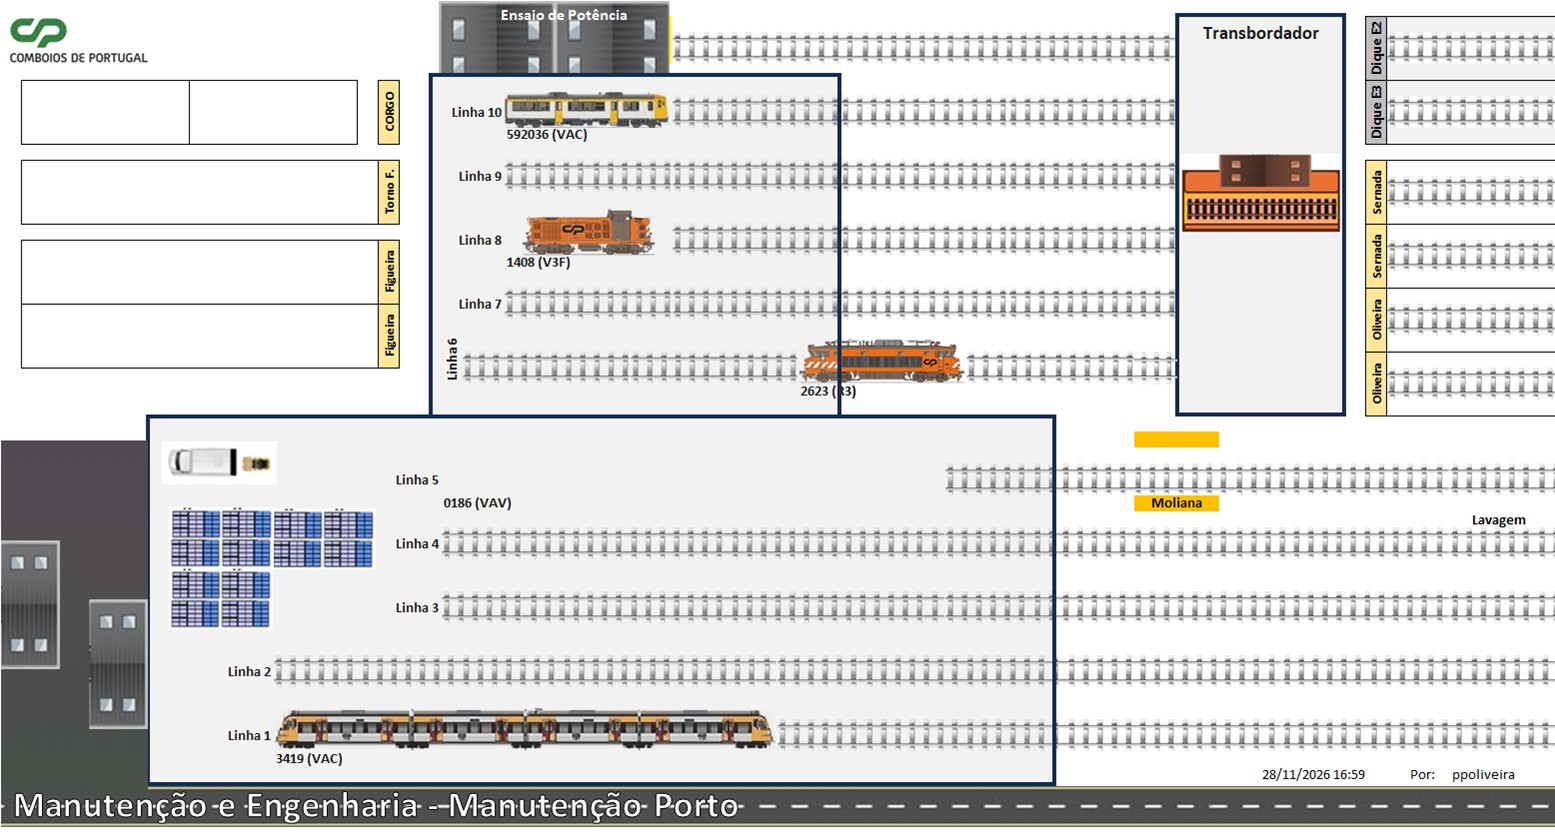 CP
COMBOIOS DE PORTUGAL
CORGO
Torno F.
Figueira
Figueira
Ensaio de Potência
Linha 10
592036 (VAC)
Linha 9
Linha 8
CP
1408 (V3F)
Linha 7
Linha 6
CP
2623 (R3)
Transbordador
Dique E2
Dique E3
Sernada
Sernada
Oliveira
Oliveira
Linha 5
0186 (VAV)
Moliana
Lavagem
Linha 4
Linha 3
Linha 2
Linha 1
3419 (VAC)
28/11/2026 16:59 Por: ppoliveira
Manutenção e Engenharia - Manutenção Porto